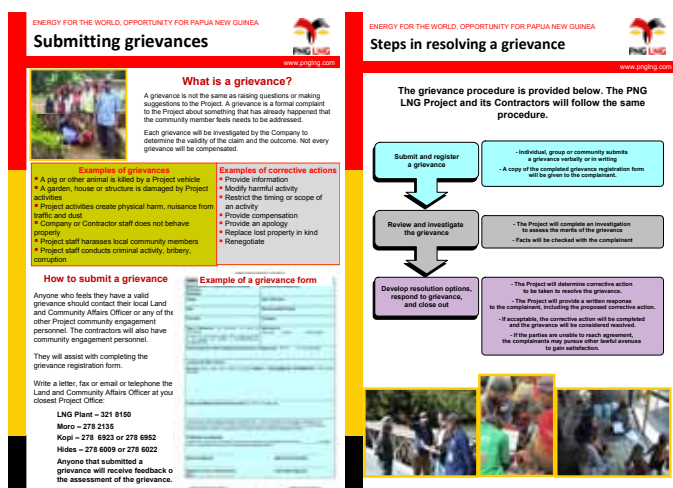 ENERGY FOR THE WORLD, OPPORTUNITY FOR PAPUA NEW GUINEA
Submitting grievances
PNG LNG
www.pnglng.com
What is a grievance?
A grievance is not the same as raising questions or making
suggestions to the Project. A grievance is a formal complaint
to the Project about something that has already happened that
the community member feels needs to be addressed.
Each grievance will be investigated by the Company to
determine the validity of the claim and the outcome. Not every
grievance will be compensated.
Examples of grievances
▪ A pig or other animal is killed by a Project vehicle
▪ A garden, house or structure is damaged by Project
activities
▪ Project activities create physical harm, nuisance from
traffic and dust
▪ Company or Contractor staff does not behave
properly
▪ Project staff harasses local community members
▪ Project staff conducts criminal activity, bribery,
corruption
Examples of corrective actions
▪ Provide information
▪ Modify harmful activity
▪ Restrict the timing or scope of
an activity
▪ Provide compensation
▪ Provide an apology
▪ Replace lost property in kind
▪ Renegotiate
How to submit a grievance
Anyone who feels they have a valid
grievance should contact their local Land
and Community Affairs Officer or any of the
other Project community engagement
personnel. The contractors will also have
community engagement personnel.
They will assist with completing the
grievance registration form.
Write a letter, fax or email or telephone the
Land and Community Affairs Officer at you
closest Project Office:
LNG Plant – 321 8150
Moro – 278 2135
Kopi – 278 6923 or 278 6952
Hides – 278 6009 or 278 6022
Anyone that submitted a
grievance will receive feedback o
the assessment of the grievance.
Example of a grievance form
ENERGY FOR THE WORLD, OPPORTUNITY FOR PAPUA NEW GUINEA
Steps in resolving a grievance
PNG LNG
www.pnglng.com
The grievance procedure is provided below. The PNG
LNG Project and its Contractors will follow the same
procedure.
Submit and register
a grievance
- Individual, group or community submits
a grievance verbally or in writing
- A copy of the completed grievance registration form
will be given to the complainant.
Review and investigate
the grievance
- The Project will complete an investigation
to assess the merits of the grievance
- Facts will be checked with the complainant
Develop resolution options,
respond to grievance,
and close out
- The Project will determine corrective action
to be taken to resolve the grievance.
- The Project will provide a written response
to the complainant, including the proposed corrective action.
- If acceptable, the corrective action will be completed
and the grievance will be considered resolved.
- If the parties are unable to reach agreement,
the complainants may pursue other lawful avenues
to gain satisfaction.